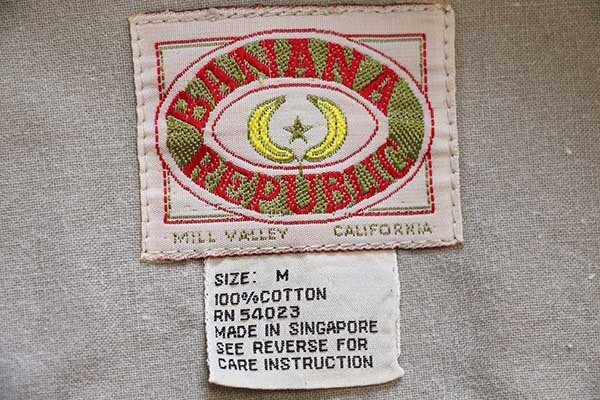 BANANA
REPUBLIC
MILL VALLEY CALIFORNIA
SIZE: M
100%COTTON
RN 54023
MADE IN SINGAPORE
SEE REVERSE FOR
CARE INSTRUCTION